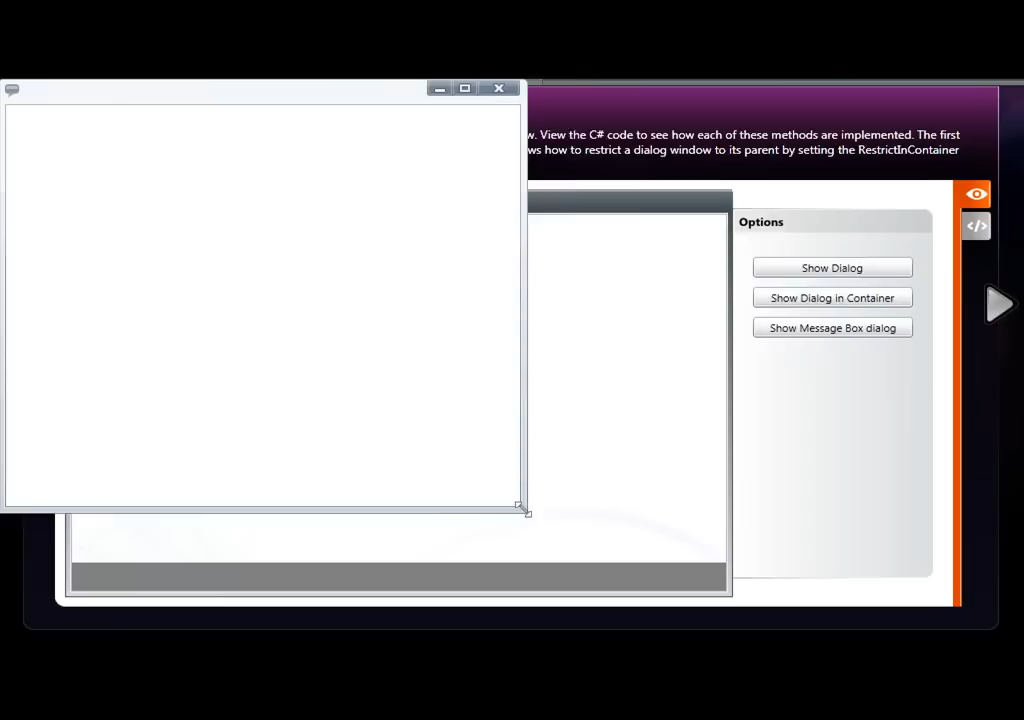 w. View the C# code to see how each of these methods are implemented. The first
ws how to restrict a dialog window to its parent by setting the RestrictInContainer
Options
</>
Show Dialog
Show Dialog in Container
Show Message Box dialog